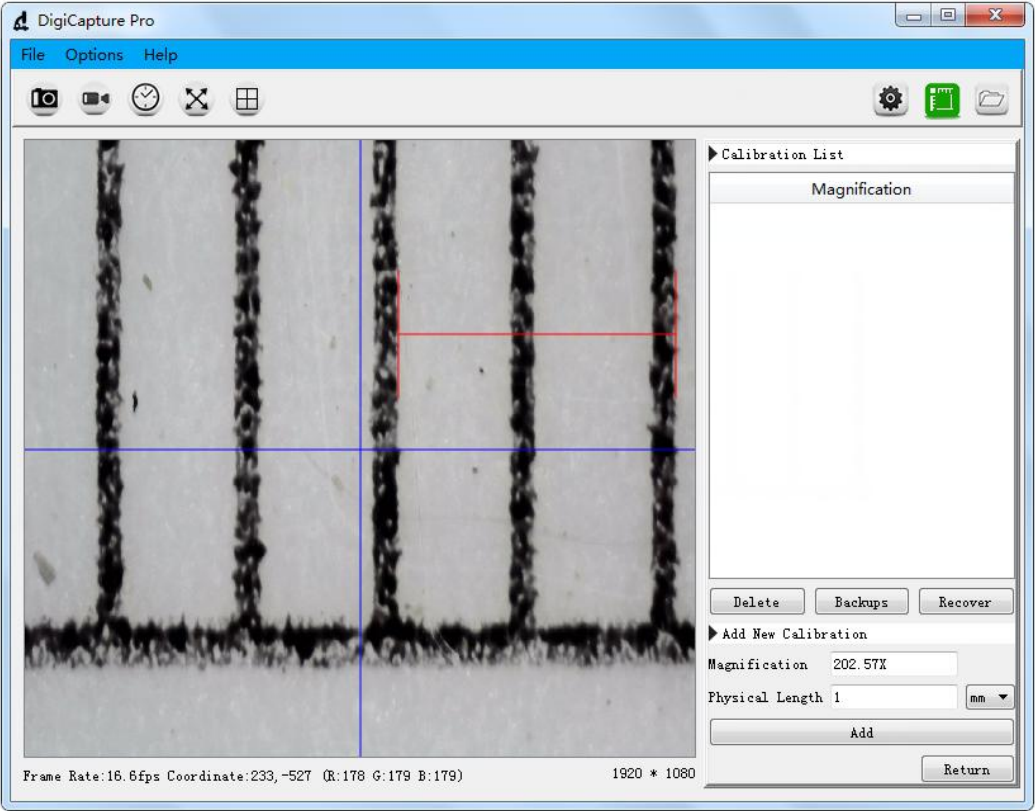 DigiCapture Pro
File Options Help
Calibration List
Magnification
Delete Backups Recover
Add New Calibration
Magnification 202.57X
Physical Length 1 mm
Add
Return
Frame Rate:16.6fps Coordinate:233,-527 (R:178 G:179 B:179) 1920 * 1080